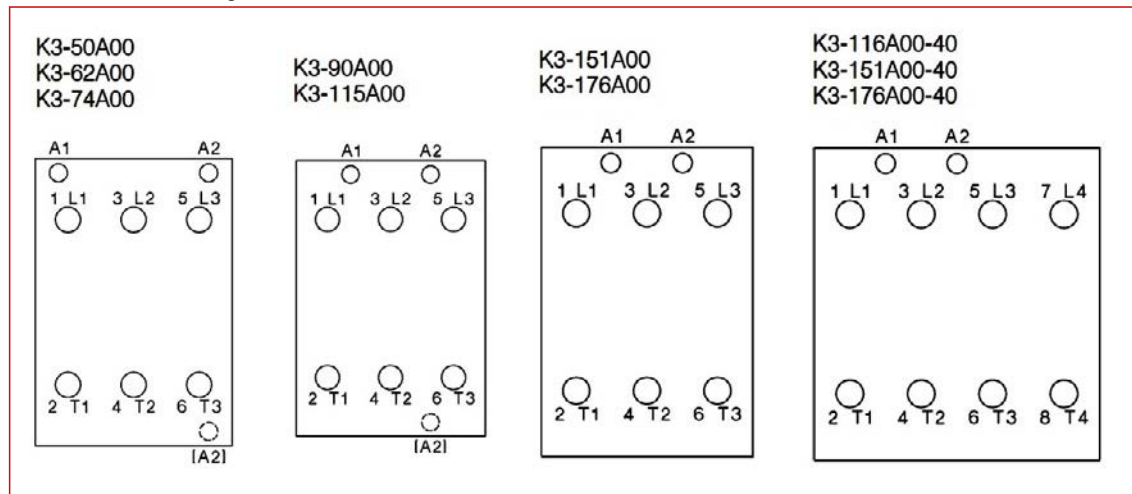 K3-50A00
K3-62A00
K3-74A00
A1 A2
1 L1 3 L2 5 L3
2 T1 4 T2 6 T3
[A2]
K3-90A00
K3-115A00
A1 A2
1 L1 3 L2 5 L3
2 T1 4 T2 6 T3
[A2]
K3-151A00
K3-176A00
A1 A2
1 L1 3 L2 5 L3
2 T1 4 T2 6 T3
K3-116A00-40
K3-151A00-40
K3-176A00-40
A1 A2
1 L1 3 L2 5 L3 7 L4
2 T1 4 T2 6 T3 8 T4